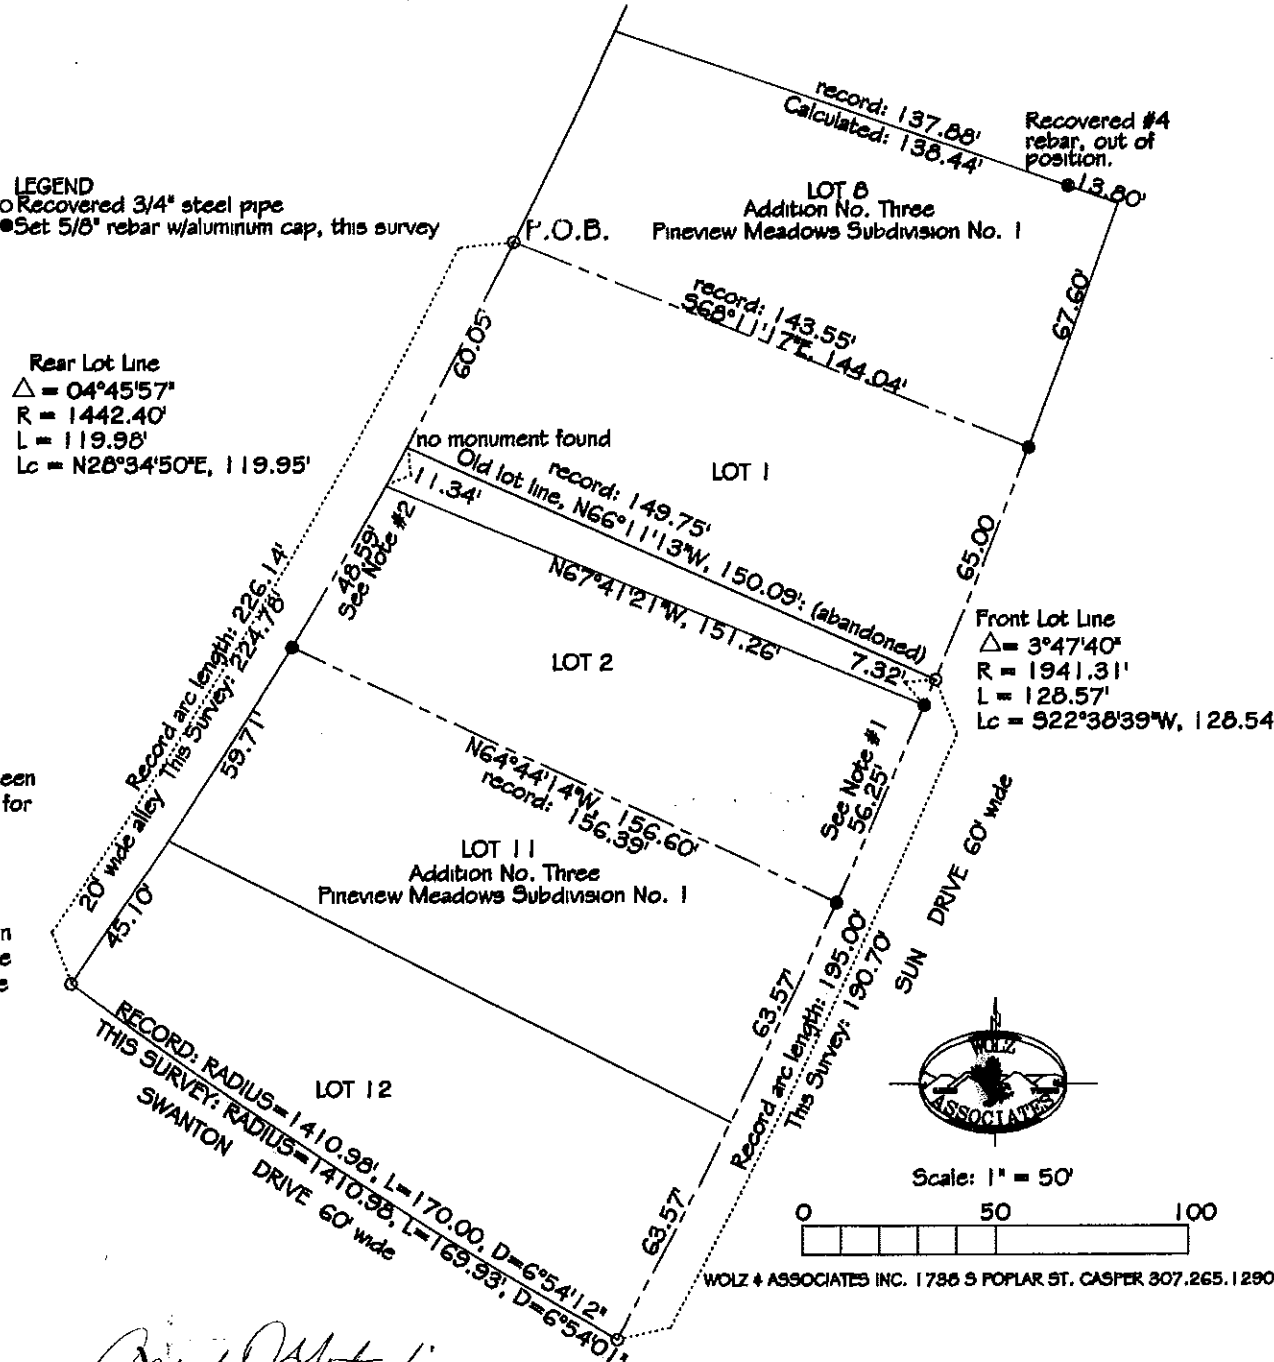 record: 137.88'
Calculated: 138.44'
Recovered #4
rebar, out of
position.
13.80'
LEGEND
Recovered 3/4" steel pipe
Set 5/8" rebar w/aluminum cap, this survey
P.O.B.
LOT 8
Addition No. Three
Pineview Meadows Subdivision No. 1
67.60'
record: 143.55'
S68°11'17"E, 144.04'
60.05'
Rear Lot Line
△ = 04°45'57"
R = 1442.40'
L = 119.98'
Lc = N28°34'50"E, 119.95'
no monument found
record: 149.75'
Old lot line, N66°11'13"W, 150.09': (abandoned)
LOT 1
65.00
11.34'
48.59'
See Note #2
N67°41'21"W, 151.26'
7.32'
Front Lot Line
△ = 3°47'40"
R = 1941.31'
L = 128.57'
Lc = S22°38'39"W, 128.54
LOT 2
Record arc length: 226.14'
This Survey: 224.78'
20' wide alley
59.71'
See Note #1
56.25'
N64°44'14"W, 156.60'
record: 156.39'
een
for
LOT 11
Addition No. Three
Pineview Meadows Subdivision No. 1
SUN DRIVE 60' wide
45.10'
n
e
e
63.57'
Record arc length: 195.00'
This Survey: 190.70'
RECORD: RADIUS=1410.98', L=170.00, D=6°54'12"
THIS SURVEY: RADIUS=1410.98, L=169.93', D=6°54'01"
SWANTON DRIVE 60' wide
LOT 12
63.57'
WOLZ
ASSOCIATES
Scale: 1" = 50'
0 50 100
WOLZ & ASSOCIATES INC. 1738 S POPLAR ST. CASPER 307.265.1290